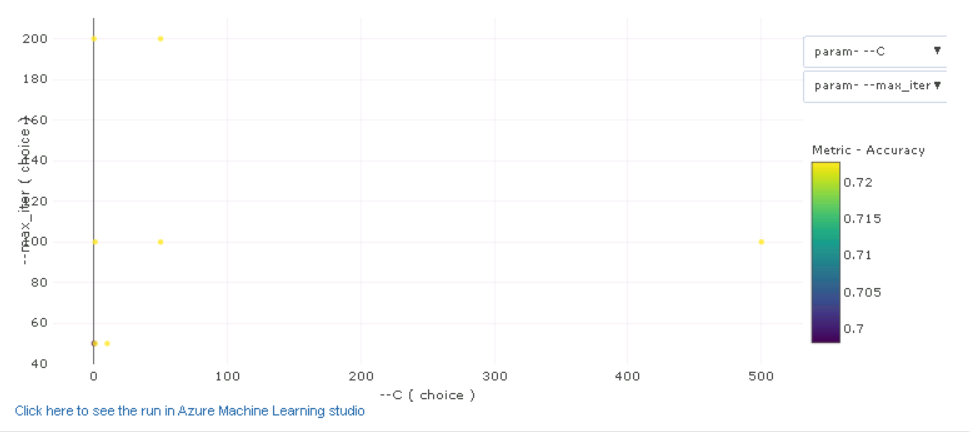 200
180
160
140
120
100
80
60
40
--max_iter ( choice )
0 100 200 300 400 500
--C ( choice )
param- --C ▼
param- --max_iter ▼
Metric - Accuracy
0.72
0.715
0.71
0.705
0.7
Click here to see the run in Azure Machine Learning studio